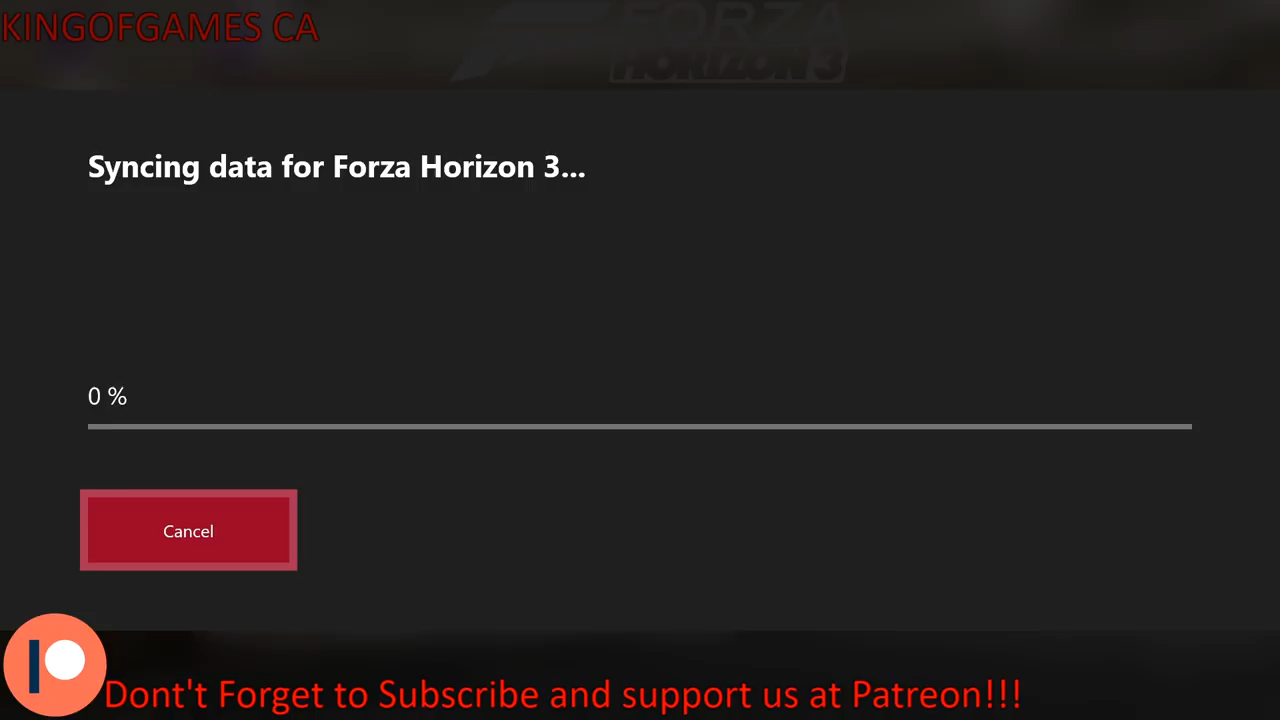 KINGOFGAMES CA
FORZA
HORIZON 3
Syncing data for Forza Horizon 3...
0 %
Cancel
Dont't Forget to Subscribe and support us at Patreon!!!